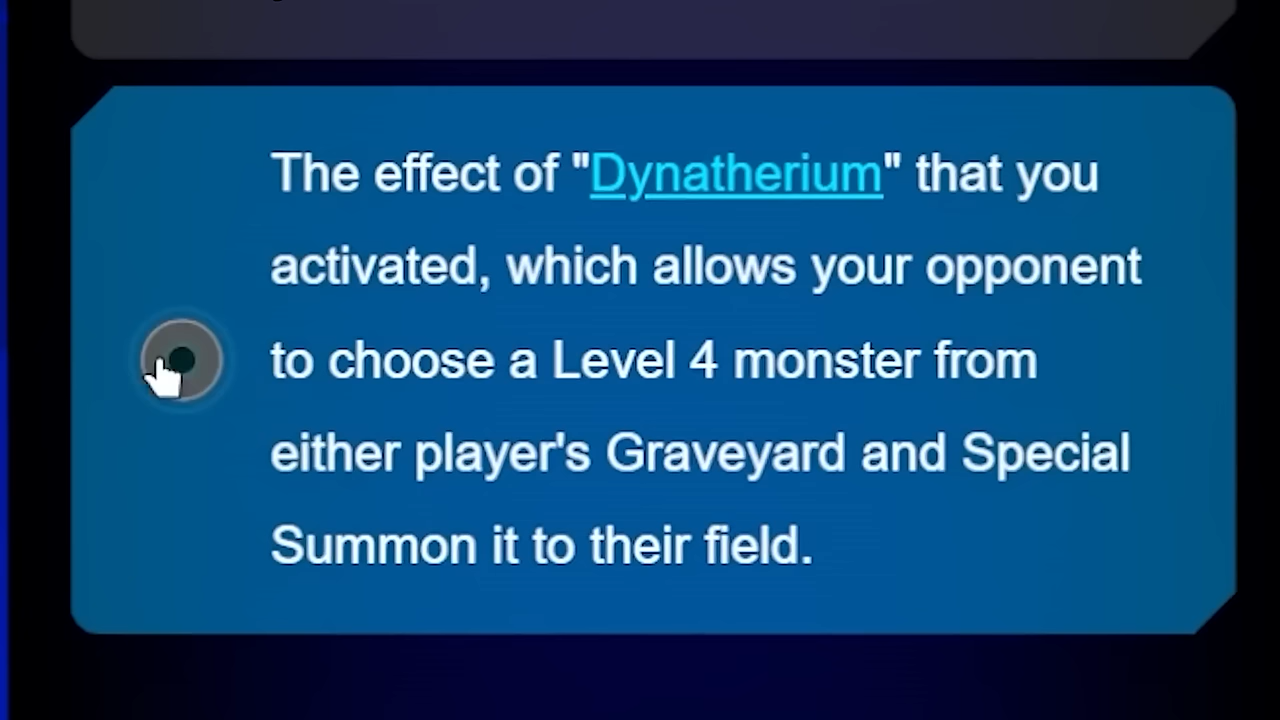 The effect of "Dynatherium" that you
activated, which allows your opponent
to choose a Level 4 monster from
either player's Graveyard and Special
Summon it to their field.